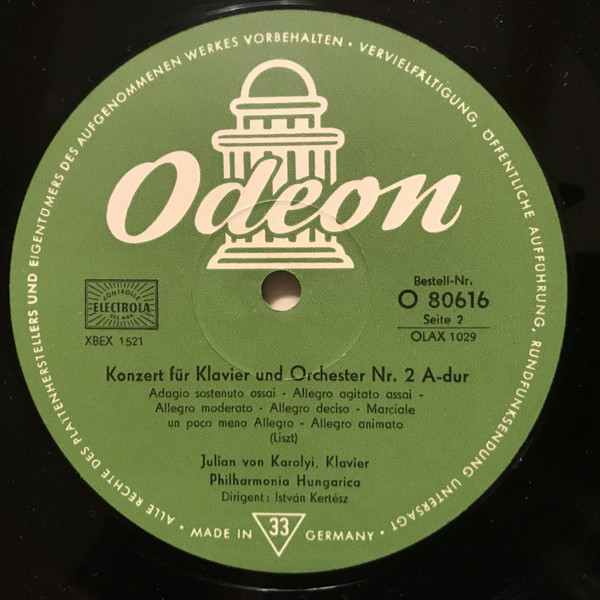 ALLE RECHTE DES PLATTENHERSTELLERS UND EIGENTÜMERS DES AUFGENOMMENEN WERKES VORBEHALTEN · VERVIELFÄLTIGUNG, ÖFFENTLICHE AUFFÜHRUNG, RUNDFUNKSENDUNG UNTERSAGT ·
Odeon
KONTROLLE
ELECTROLA
XBEX 1521
Bestell-Nr.
O 80616
Seite 2
OLAX 1029
Konzert für Klavier und Orchester Nr. 2 A-dur
Adagio sostenuto assai - Allegro agitato assai -
Allegro moderato - Allegro deciso - Marciale
un poco meno Allegro - Allegro animato
(Liszt)
Julian von Karolyi, Klavier
Philharmonia Hungarica
Dirigent: István Kertész
· MADE IN 33 GERMANY ·